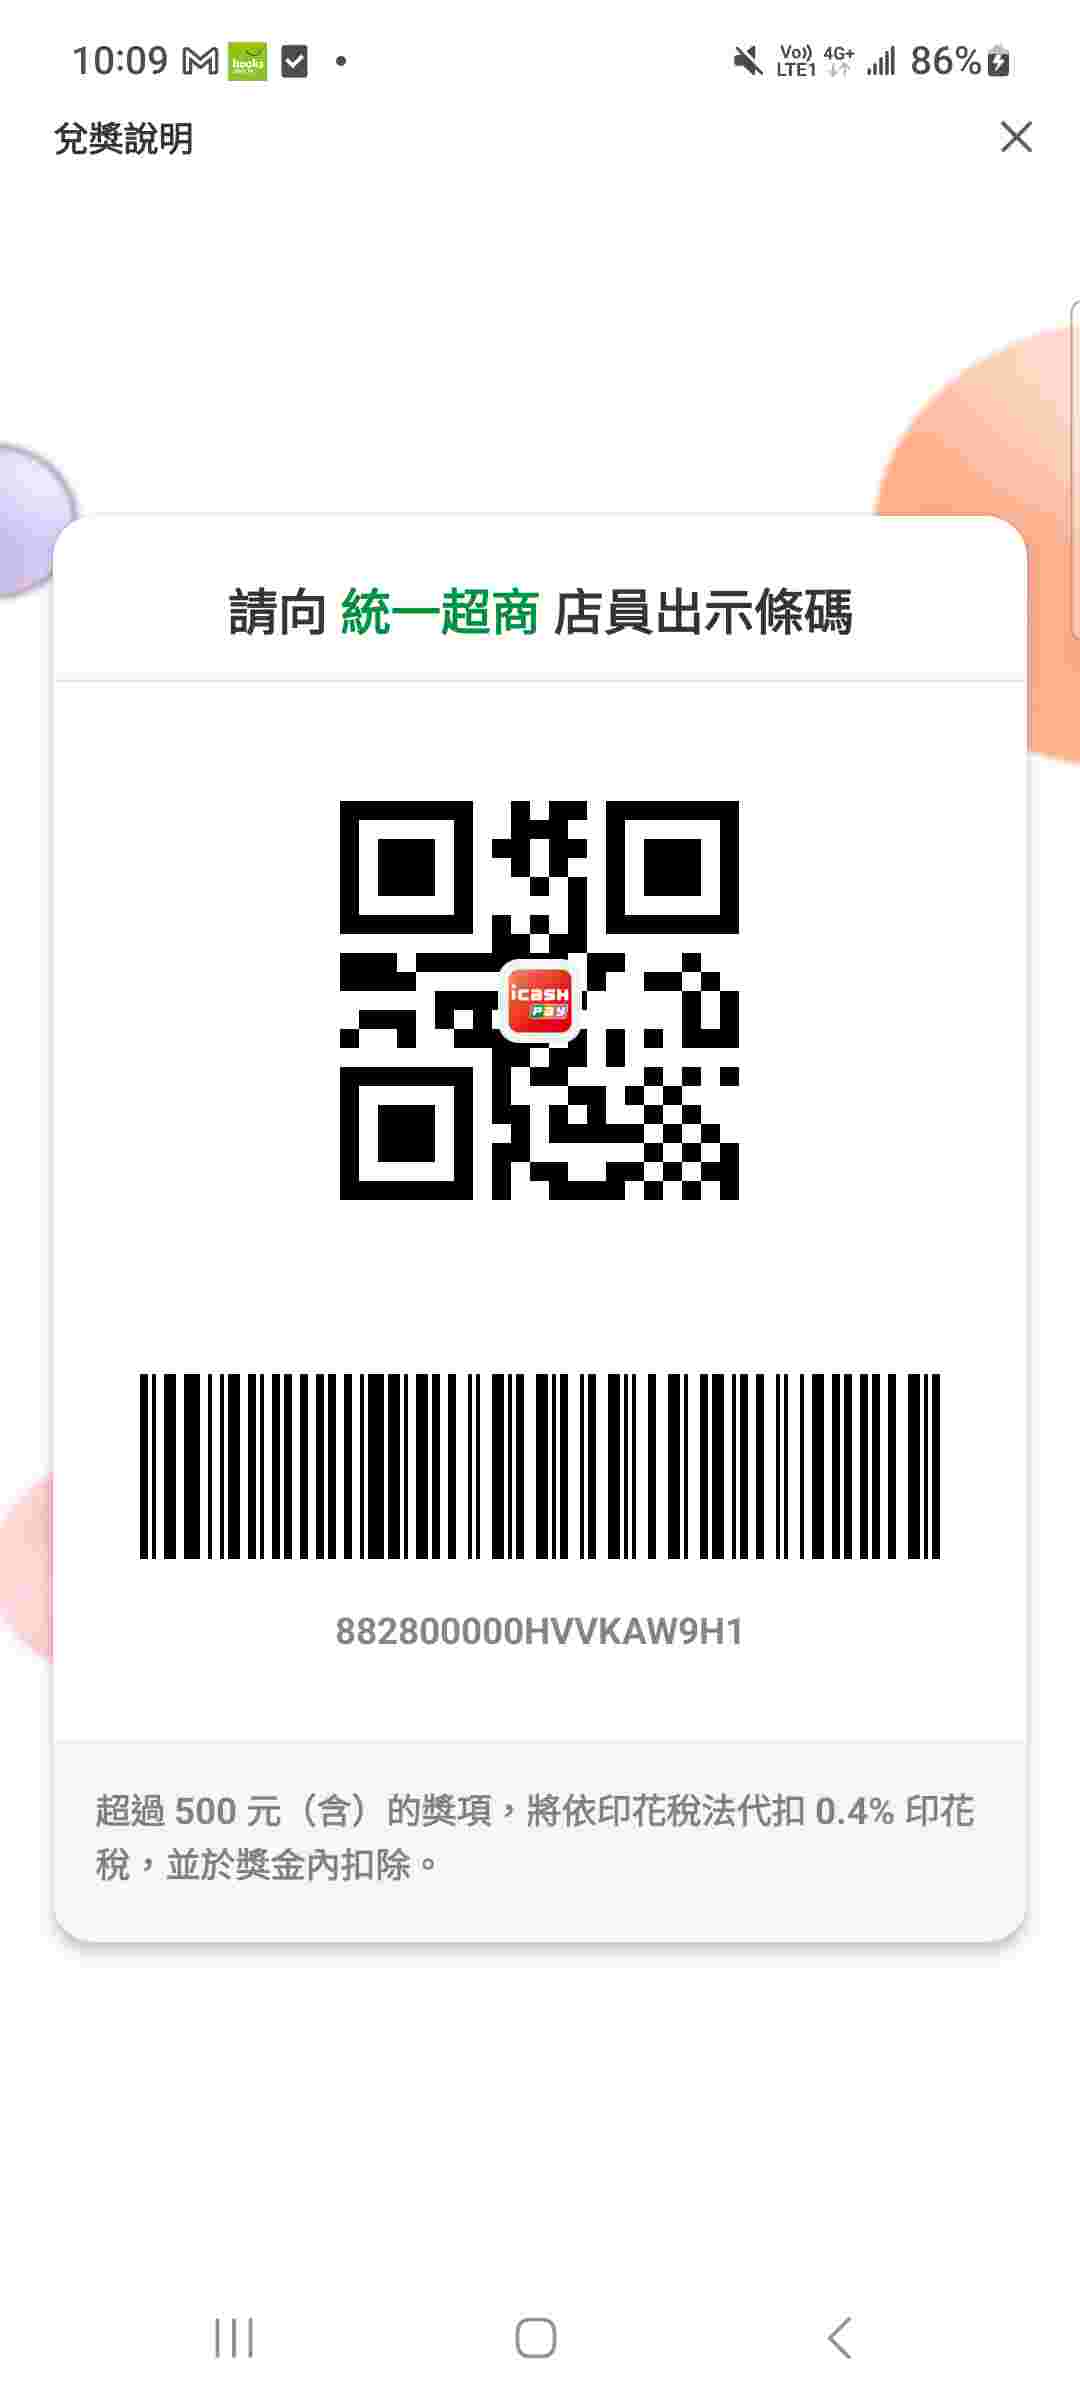 10:09
books
Vo)) LTE1 4G+ 86%
兌獎說明
請向 統一超商 店員出示條碼
icash
Pay
882800000HVVKAW9H1
超過 500 元（含）的獎項，將依印花稅法代扣 0.4% 印花
稅，並於獎金內扣除。